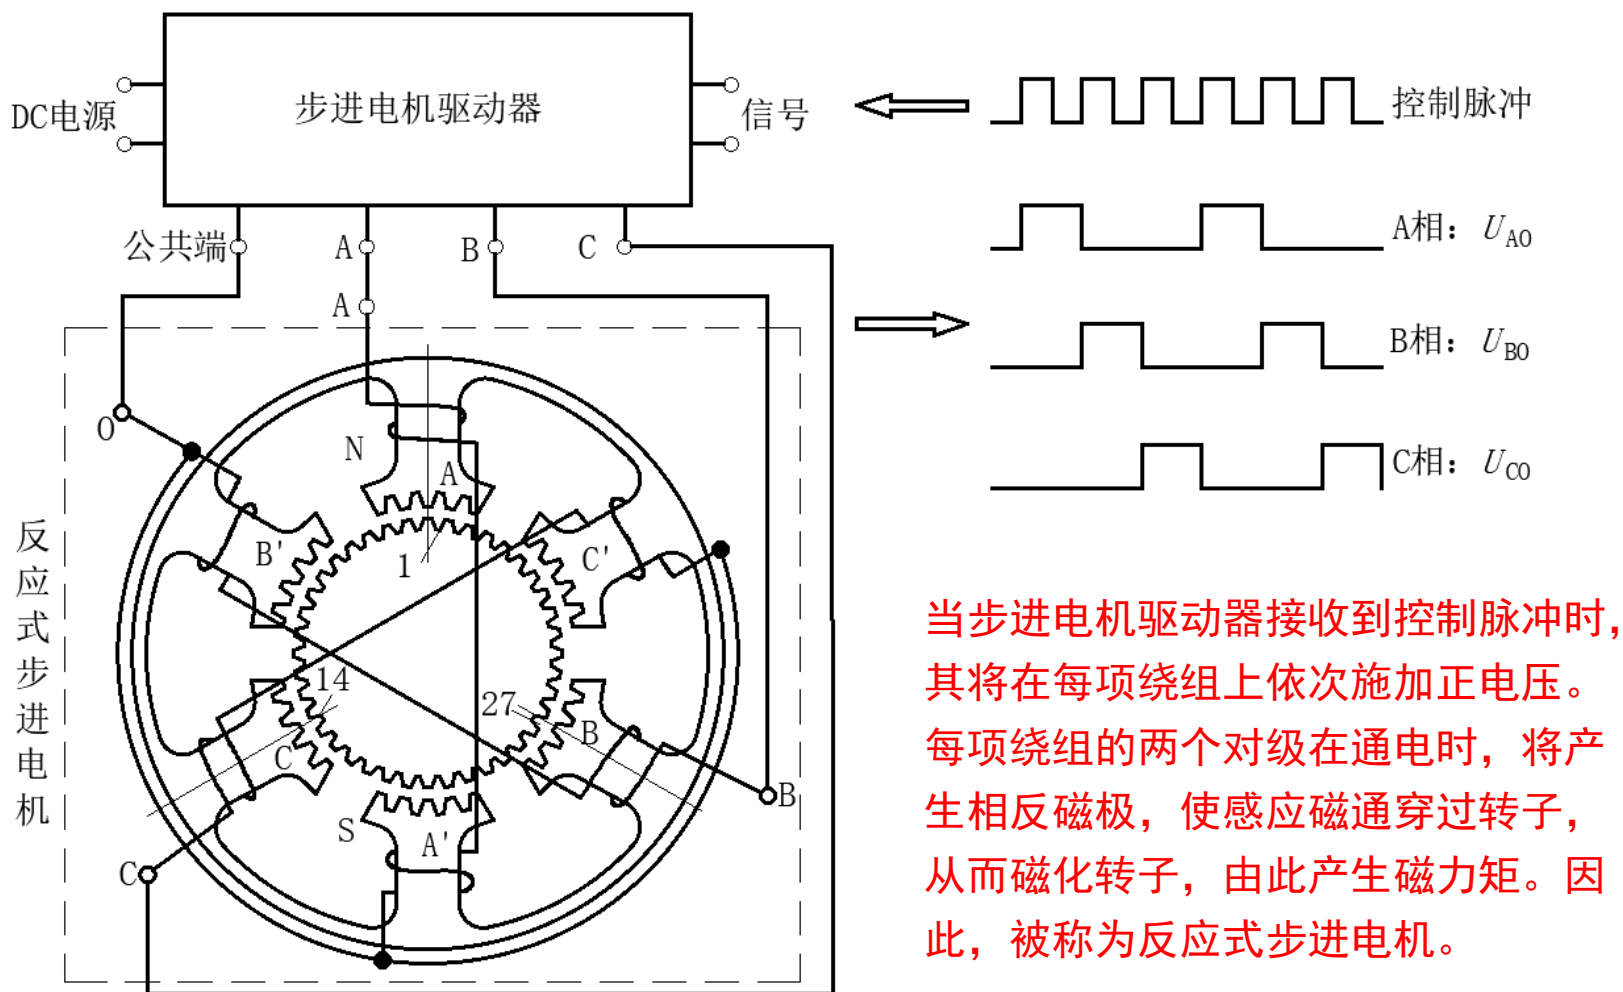 DC电源
步进电机驱动器
信号
控制脉冲
公共端
A
B
C
A相：UAO
A
B相：UBO
O
N
A
C相：UCO
反应式步进电机
B'
1
C'
当步进电机驱动器接收到控制脉冲时，
其将在每项绕组上依次施加正电压。
每项绕组的两个对级在通电时，将产
生相反磁极，使感应磁通穿过转子，
从而磁化转子，由此产生磁力矩。因
此，被称为反应式步进电机。
14
27
C
B
B
S
A'
C